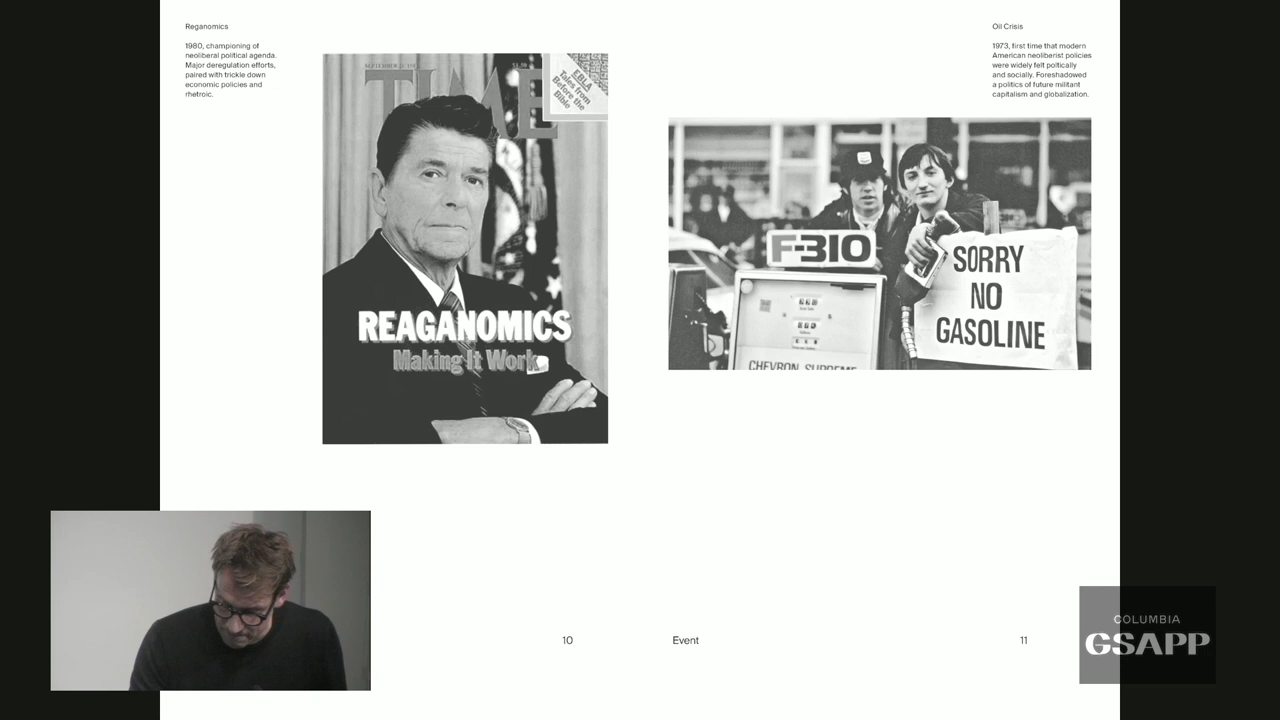 Reganomics
1980, championing of
neoliberal political agenda.
Major deregulation efforts,
paired with trickle down
economic policies and
rhetroic.
SEPTEMBER
TIME
EBLA
Tales from
Before the
Bible
REAGANOMICS
Making It Work
Oil Crisis
1973, first time that modern
American neoliberist policies
were widely felt poltically
and socially. Foreshadowed
a politics of future militant
capitalism and globalization.
F-310
SORRY
NO
GASOLINE
CHEVRON SUPREME
10
Event
11
COLUMBIA
GSAPP